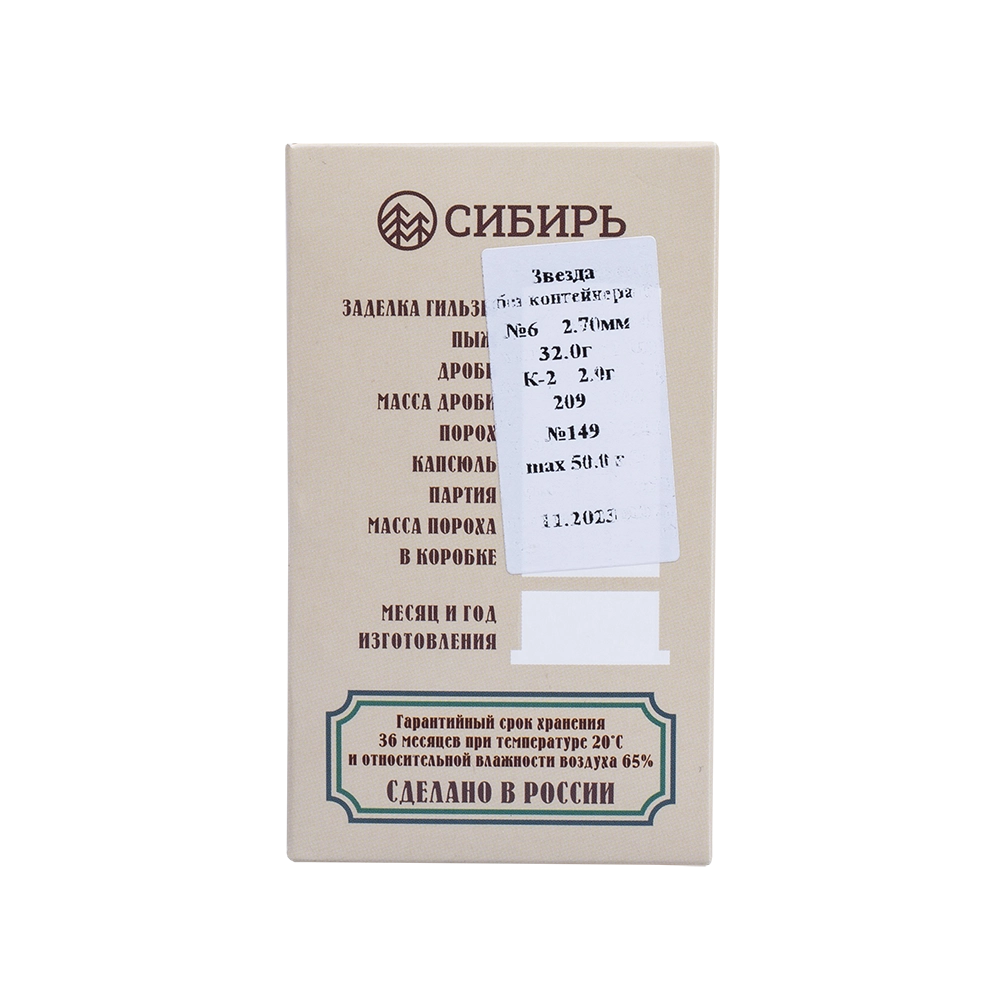 СИБИРЬ
Звезда
без контейнера
№6 2.70мм
32.0г
К-2 2.0г
209
№149
max 50.0 г
11.2023
ЗАДЕЛКА ГИЛЬЗЫ
ПЫЖ
ДРОБЬ
МАССА ДРОБИ
ПОРОХ
КАПСЮЛЬ
ПАРТИЯ
МАССА ПОРОХА
В КОРОБКЕ
МЕСЯЦ И ГОД
ИЗГОТОВЛЕНИЯ
Гарантийный срок хранения
36 месяцев при температуре 20°С
и относительной влажности воздуха 65%
СДЕЛАНО В РОССИИ